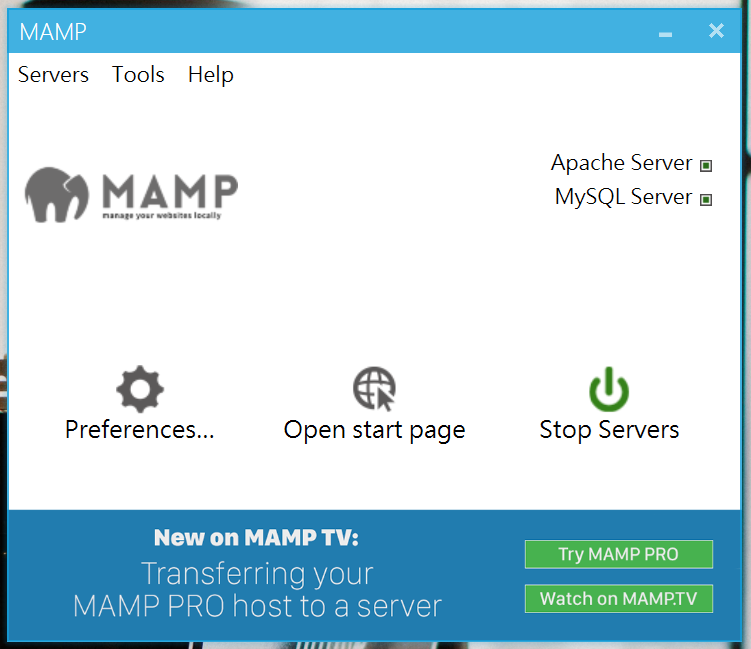 MAMP
Servers Tools Help
Apache Server
MySQL Server
MAMP
manage your websites locally
Preferences...
Open start page
Stop Servers
New on MAMP TV:
Transferring your
MAMP PRO host to a server
Try MAMP PRO
Watch on MAMP.TV